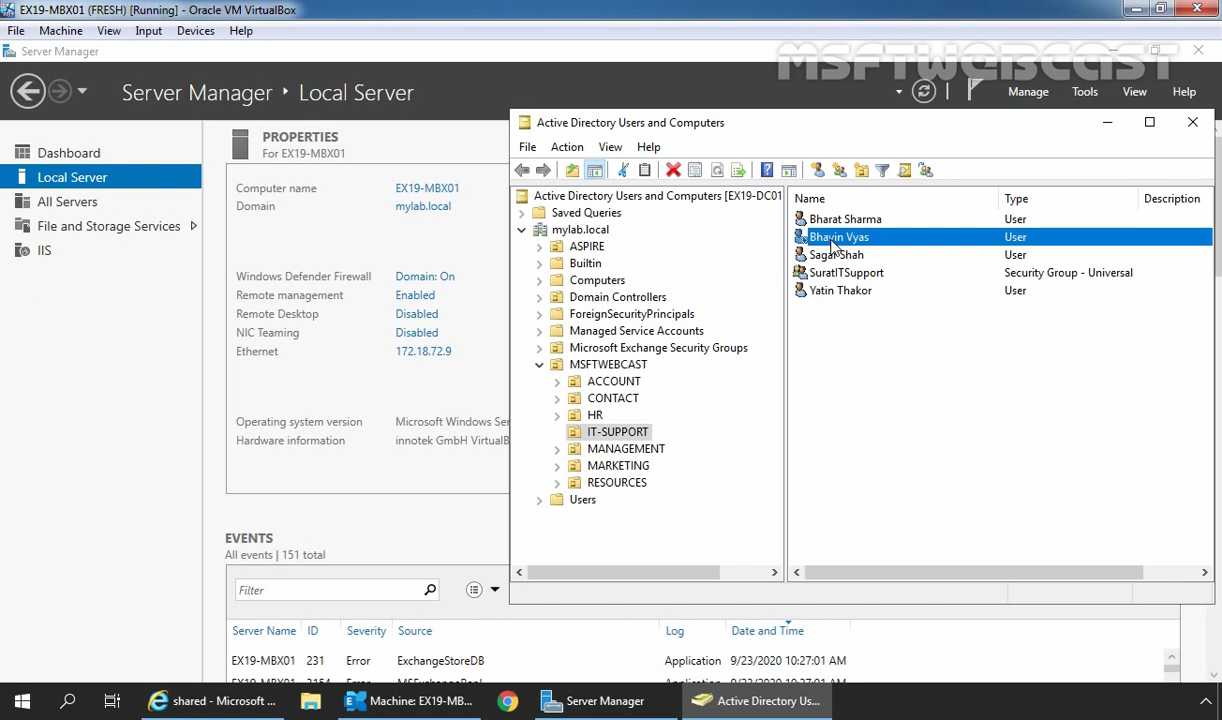 EX19-MBX01 (FRESH) [Running] - Oracle VM VirtualBox
File Machine View Input Devices Help
Server Manager
MSFTWEBCAST
Server Manager • Local Server
Manage Tools View Help
Dashboard
Local Server
All Servers
File and Storage Services
IIS
PROPERTIES
For EX19-MBX01
Computer name EX19-MBX01
Domain mylab.local
Windows Defender Firewall Domain: On
Remote management Enabled
Remote Desktop Disabled
NIC Teaming Disabled
Ethernet 172.18.72.9
Operating system version Microsoft Windows Se
Hardware information innotek GmbH VirtualB
EVENTS
All events | 151 total
Filter
Server Name ID Severity Source Log Date and Time
EX19-MBX01 231 Error ExchangeStoreDB Application 9/23/2020 10:27:01 AM
Active Directory Users and Computers
File Action View Help
Active Directory Users and Computers [EX19-DC01
Saved Queries
mylab.local
ASPIRE
Builtin
Computers
Domain Controllers
ForeignSecurityPrincipals
Managed Service Accounts
Microsoft Exchange Security Groups
MSFTWEBCAST
ACCOUNT
CONTACT
HR
IT-SUPPORT
MANAGEMENT
MARKETING
RESOURCES
Users
Name Type Description
Bharat Sharma User
Bhavin Vyas User
Sagar Shah User
SuratITSupport Security Group - Universal
Yatin Thakor User
shared - Microsoft ...
Machine: EX19-MB...
Server Manager
Active Directory Us...